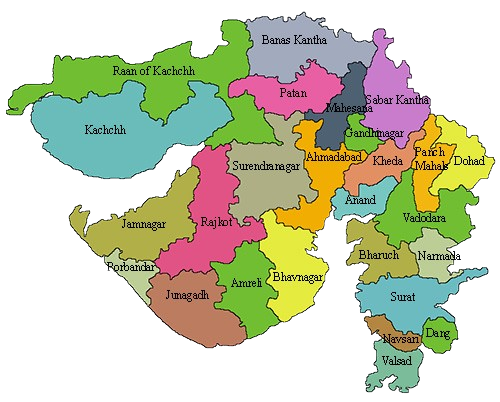 Banas Kantha
Raan of Kachchh
Patan
Mahesana
Sabar Kantha
Kachchh
Gandhinagar
Ahmadabad
Kheda
Panch
Mahals
Dohad
Surendranagar
Anand
Jamnagar
Rajkot
Vadodara
Bharuch
Narmada
Porbandar
Junagadh
Amreli
Bhavnagar
Surat
Navsari
Dang
Valsad